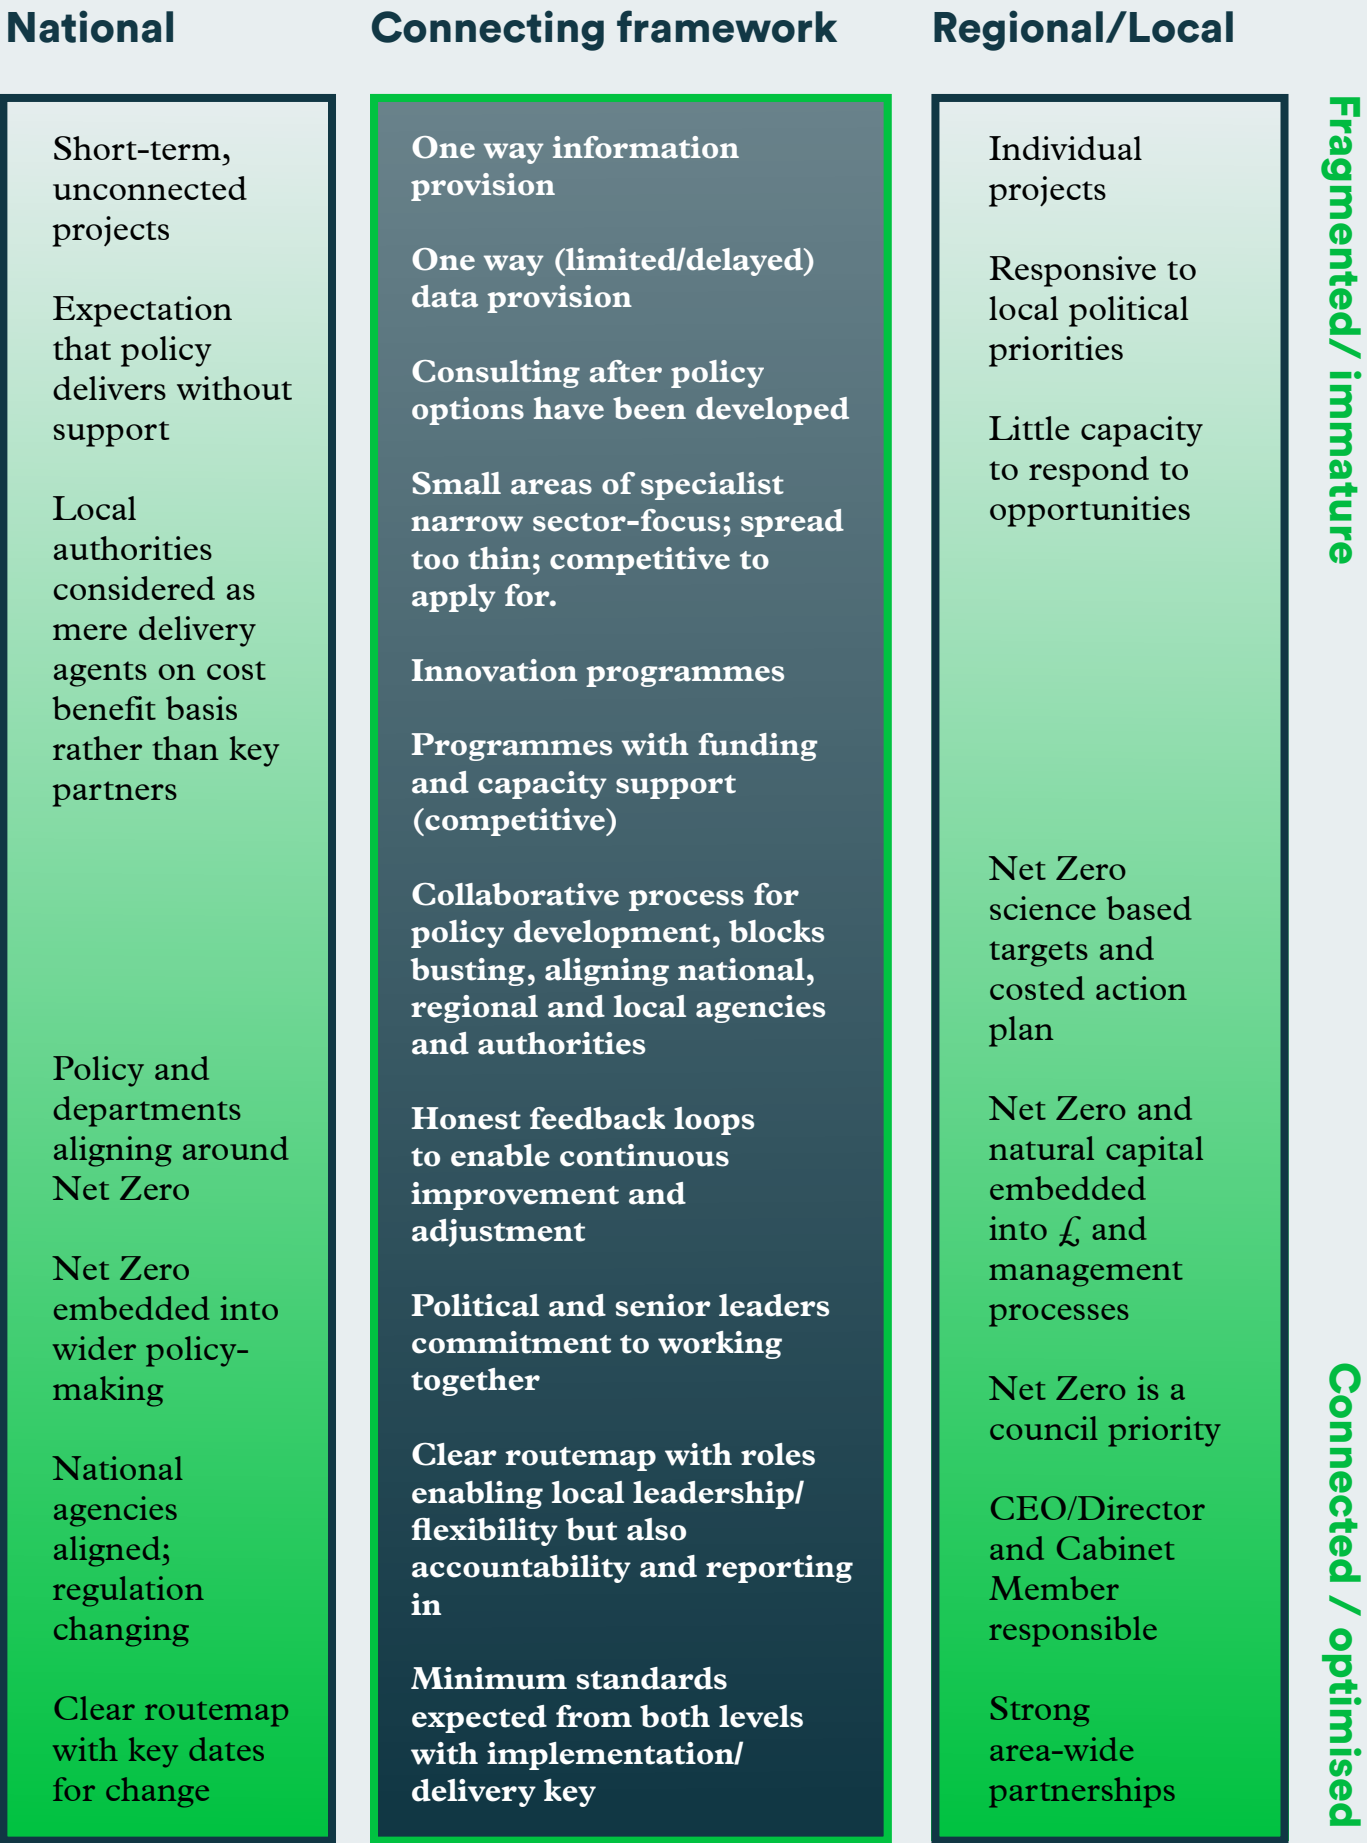 National
Short-term,
unconnected
projects
Expectation
that policy
delivers without
support
Local
authorities
considered as
mere delivery
agents on cost
benefit basis
rather than key
partners
Policy and
departments
aligning around
Net Zero
Net Zero
embedded into
wider policy-
making
National
agencies
aligned;
regulation
changing
Clear routemap
with key dates
for change
Connecting framework
One way information
provision
One way (limited/delayed)
data provision
Consulting after policy
options have been developed
Small areas of specialist
narrow sector-focus; spread
too thin; competitive to
apply for.
Innovation programmes
Programmes with funding
and capacity support
(competitive)
Collaborative process for
policy development, blocks
busting, aligning national,
regional and local agencies
and authorities
Honest feedback loops
to enable continuous
improvement and
adjustment
Political and senior leaders
commitment to working
together
Clear routemap with roles
enabling local leadership/
flexibility but also
accountability and reporting
in
Minimum standards
expected from both levels
with implementation/
delivery key
Regional/Local
Individual
projects
Responsive to
local political
priorities
Little capacity
to respond to
opportunities
Net Zero
science based
targets and
costed action
plan
Net Zero and
natural capital
embedded
into £ and
management
processes
Net Zero is a
council priority
CEO/Director
and Cabinet
Member
responsible
Strong
area-wide
partnerships
Fragmented/ immature
Connected / optimised